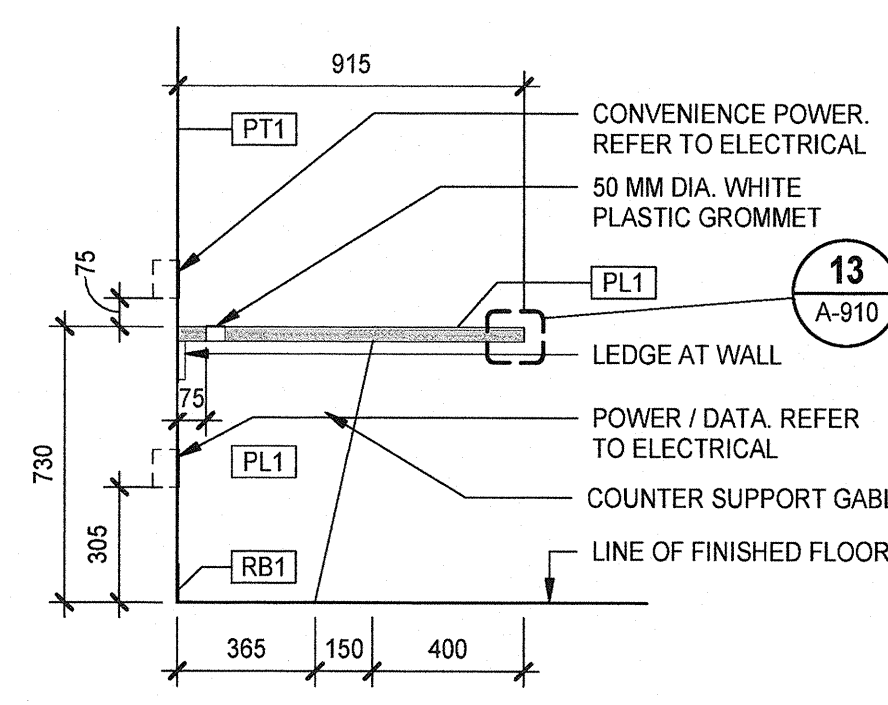 915
CONVENIENCE POWER.
REFER TO ELECTRICAL
PT1
50 MM DIA. WHITE
PLASTIC GROMMET
75
PL1
13
A-910
LEDGE AT WALL
75
POWER / DATA. REFER
TO ELECTRICAL
730
PL1
COUNTER SUPPORT GABL
305
LINE OF FINISHED FLOOR
RB1
365
150
400